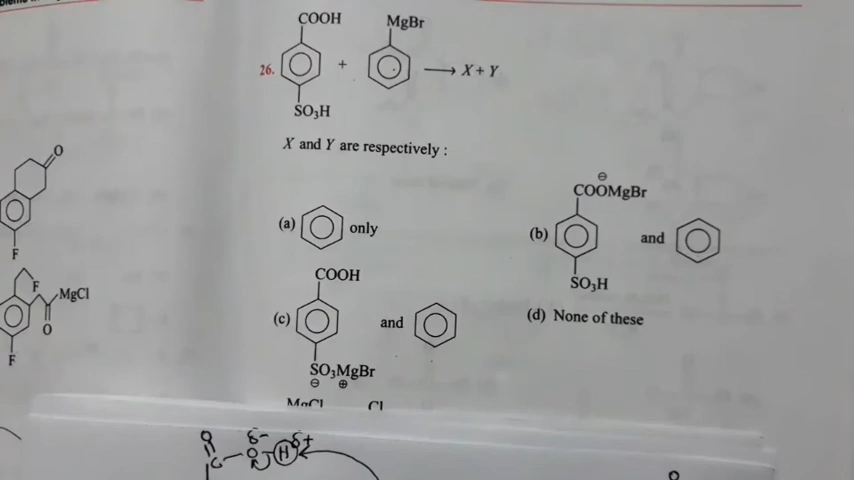 COOH MgBr
26. + → X + Y
SO₃H
X and Y are respectively :
(a) only
⊖
COOMgBr
(b) and
SO₃H
COOH
(c) and
SO₃MgBr
⊖ ⊕
(d) None of these
MgCl Cl
O
F
F
MgCl
O
F
O δ− δ+
C - O - H
O